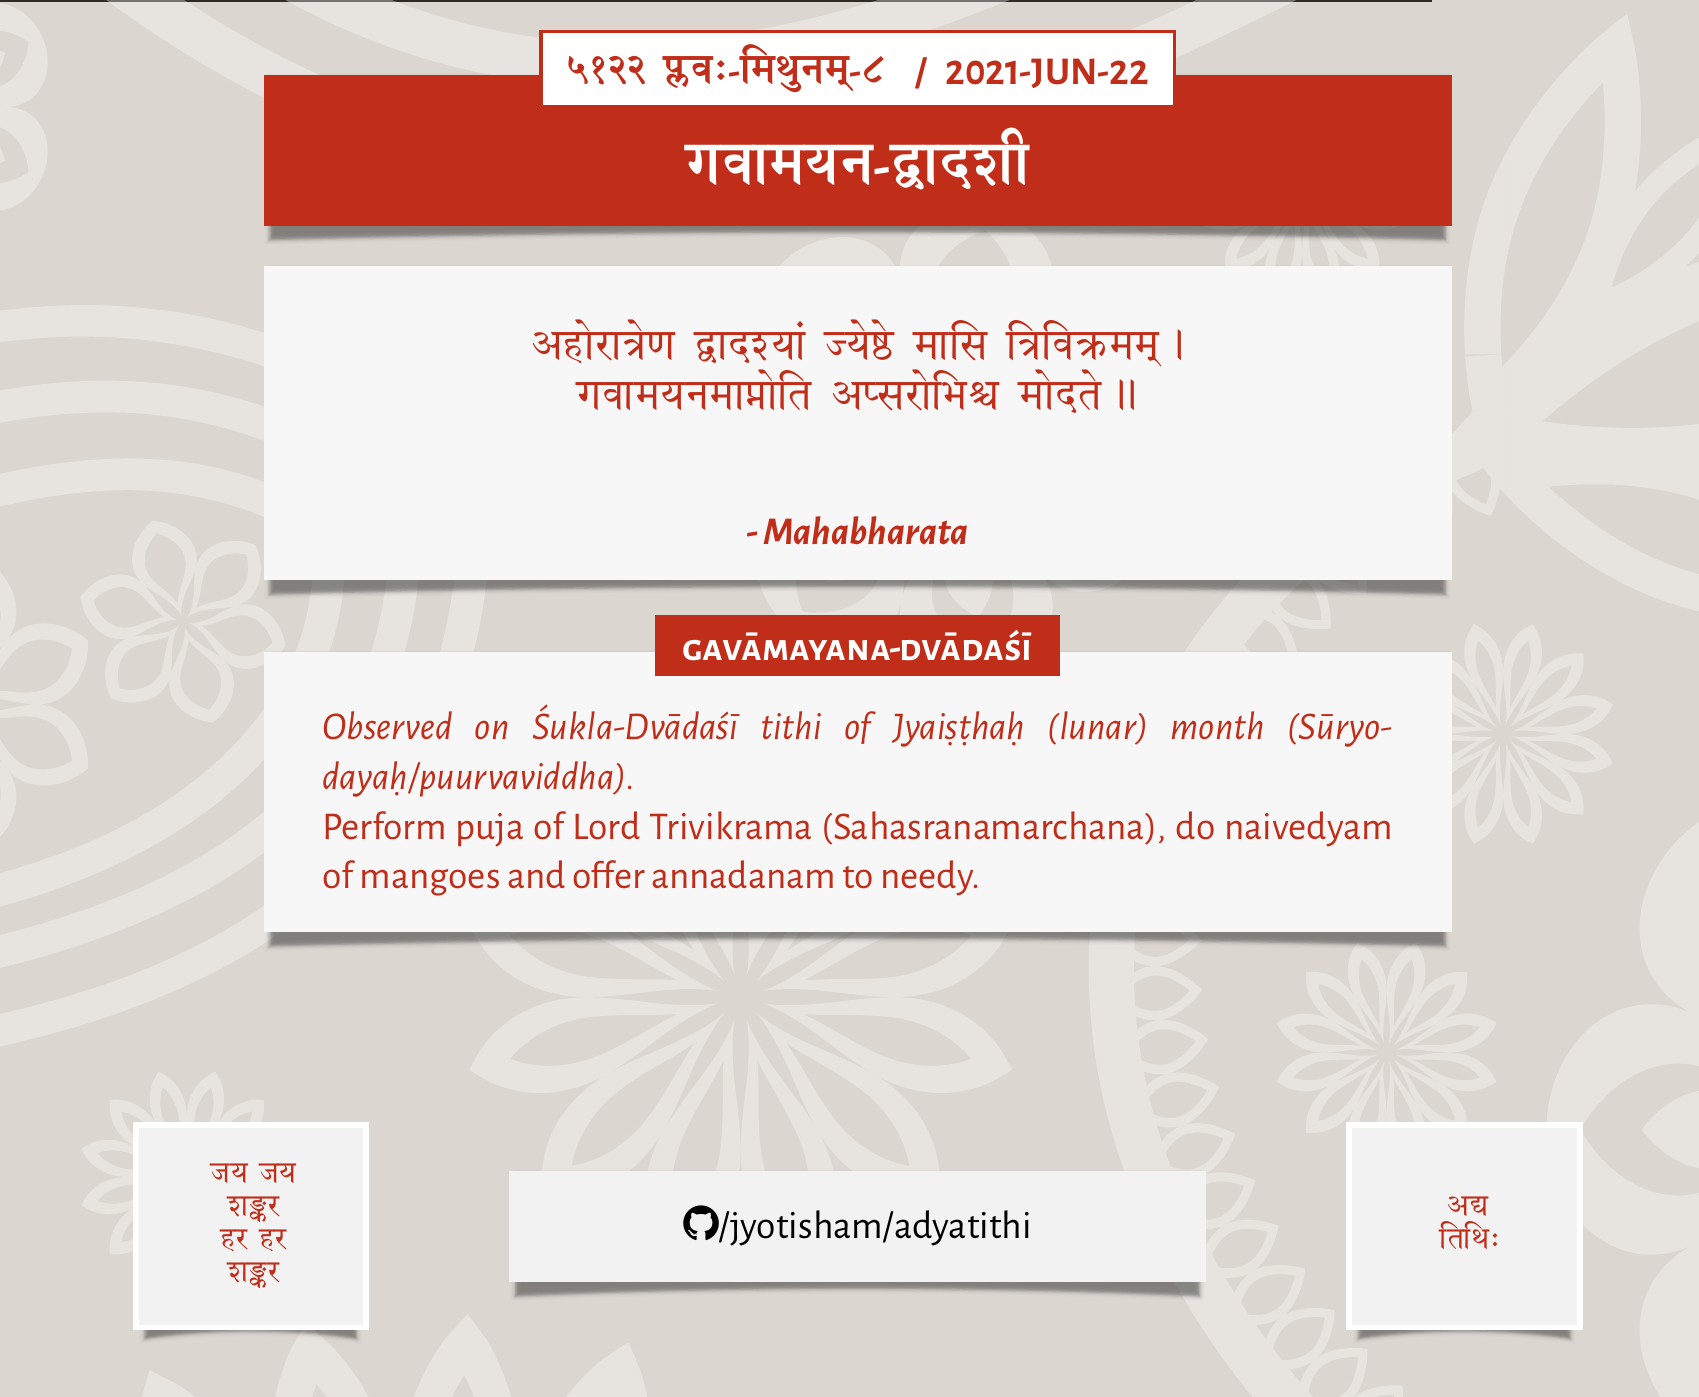 ५१२२ प्लवः-मिथुनम्-८ / 2021-JUN-22
गवामयन-द्वादशी
अहोरात्रेण द्वादश्यां ज्येष्ठे मासि त्रिविक्रमम् ।
गवामयनमाप्नोति अप्सरोभिश्च मोदते ॥
- Mahabharata
GAVĀMAYANA-DVĀDAŚĪ
Observed on Śukla-Dvādaśī tithi of Jyaiṣṭhaḥ (lunar) month (Sūryo-
dayaḥ/puurvaviddha).
Perform puja of Lord Trivikrama (Sahasranamarchana), do naivedyam
of mangoes and offer annadanam to needy.
जय जय
शङ्कर
हर हर
शङ्कर
/jyotisham/adyatithi
अद्य
तिथिः